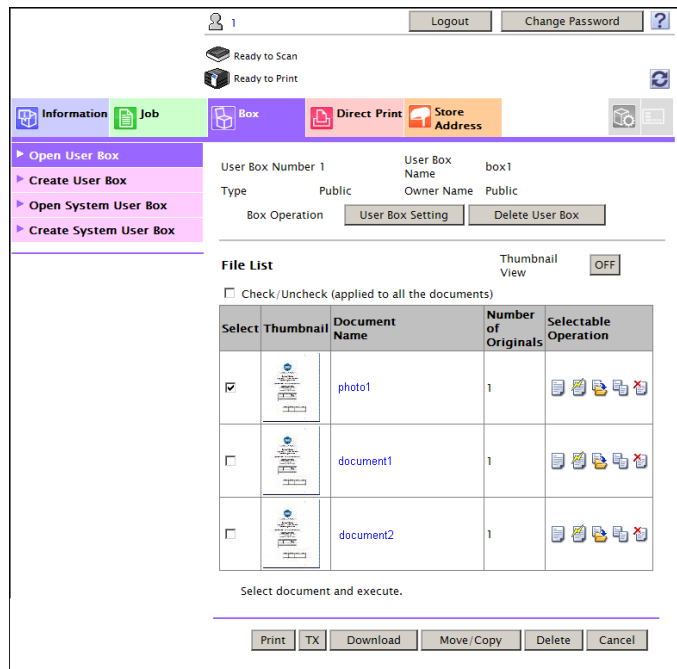 1 Logout Change Password ?
Ready to Scan
Ready to Print
Information Job Box Direct Print Store
Address
Open User Box
Create User Box
Open System User Box
Create System User Box
User Box Number 1 User Box
Name box1
Type Public Owner Name Public
Box Operation User Box Setting Delete User Box
File List Thumbnail
View OFF
Check/Uncheck (applied to all the documents)
Select Thumbnail Document
Name Number
of
Originals Selectable
Operation
photo1 1
document1 1
document2 1
Select document and execute.
Print TX Download Move/Copy Delete Cancel